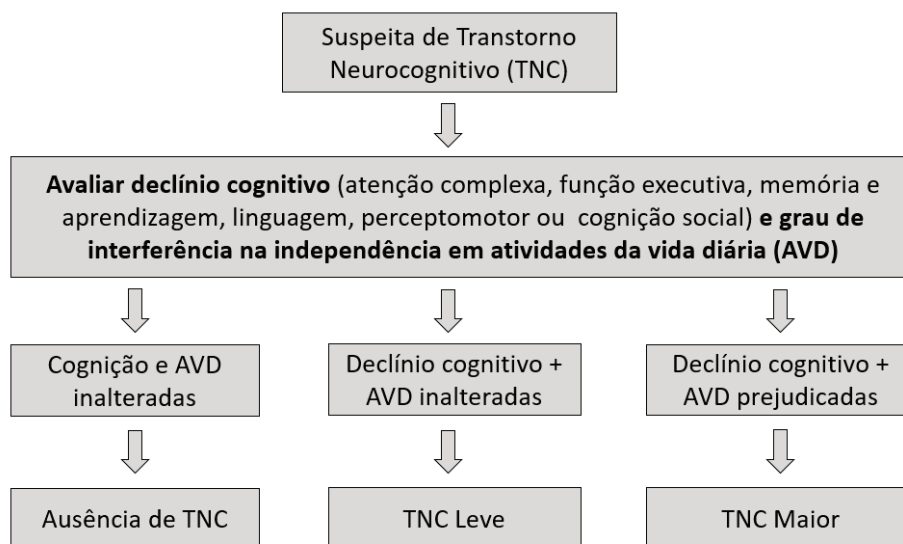 Suspeita de Transtorno
Neurocognitivo (TNC)
Avaliar declínio cognitivo (atenção complexa, função executiva, memória e
aprendizagem, linguagem, perceptomotor ou cognição social) e grau de
interferência na independência em atividades da vida diária (AVD)
Cognição e AVD
inalteradas
Declínio cognitivo +
AVD inalteradas
Declínio cognitivo +
AVD prejudicadas
Ausência de TNC
TNC Leve
TNC Maior